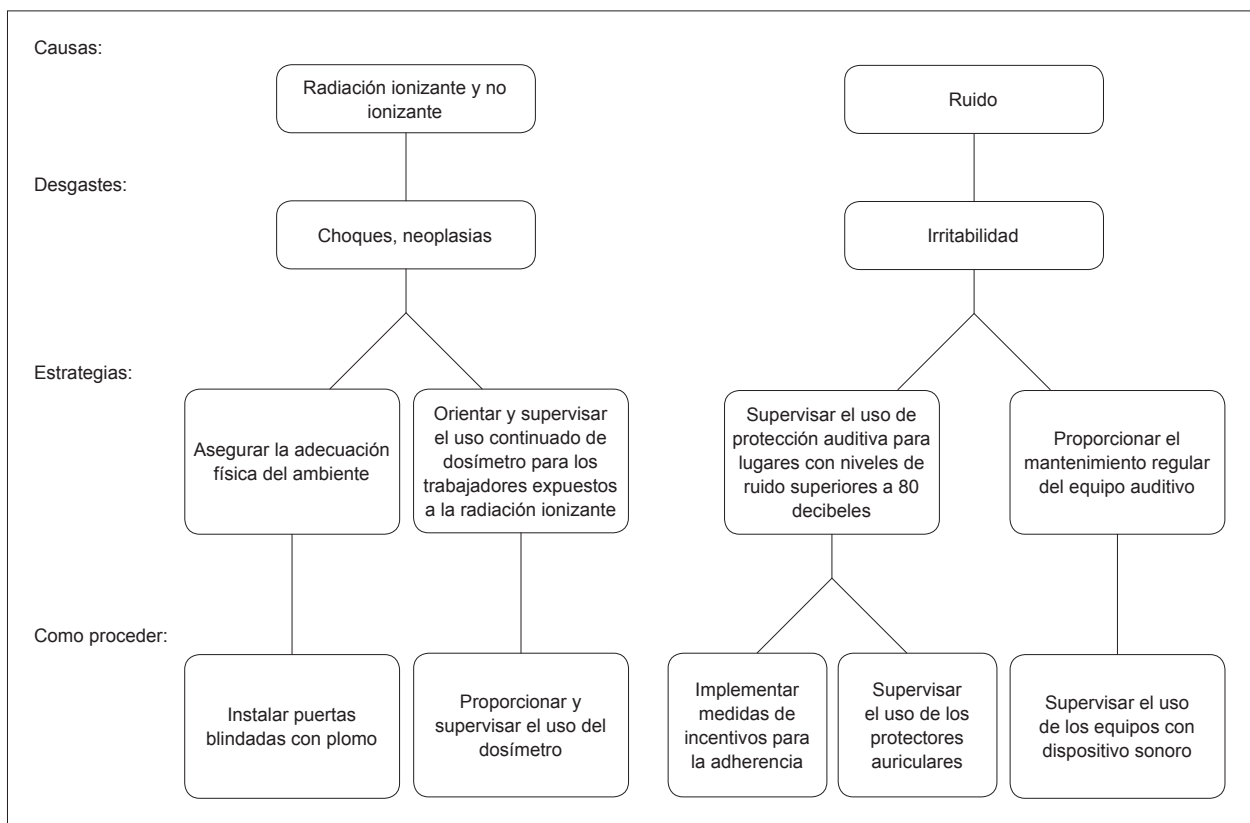 Causas:
Radiación ionizante y no
ionizante
Ruido
Desgastes:
Choques, neoplasias
Irritabilidad
Estrategias:
Asegurar la adecuación
física del ambiente
Orientar y supervisar
el uso continuado de
dosímetro para los
trabajadores expuestos
a la radiación ionizante
Supervisar el uso de
protección auditiva para
lugares con niveles de
ruido superiores a 80
decibeles
Proporcionar el
mantenimiento regular
del equipo auditivo
Como proceder:
Instalar puertas
blindadas con plomo
Proporcionar y
supervisar el uso del
dosímetro
Implementar
medidas de
incentivos para
la adherencia
Supervisar
el uso de los
protectores
auriculares
Supervisar el uso
de los equipos con
dispositivo sonoro